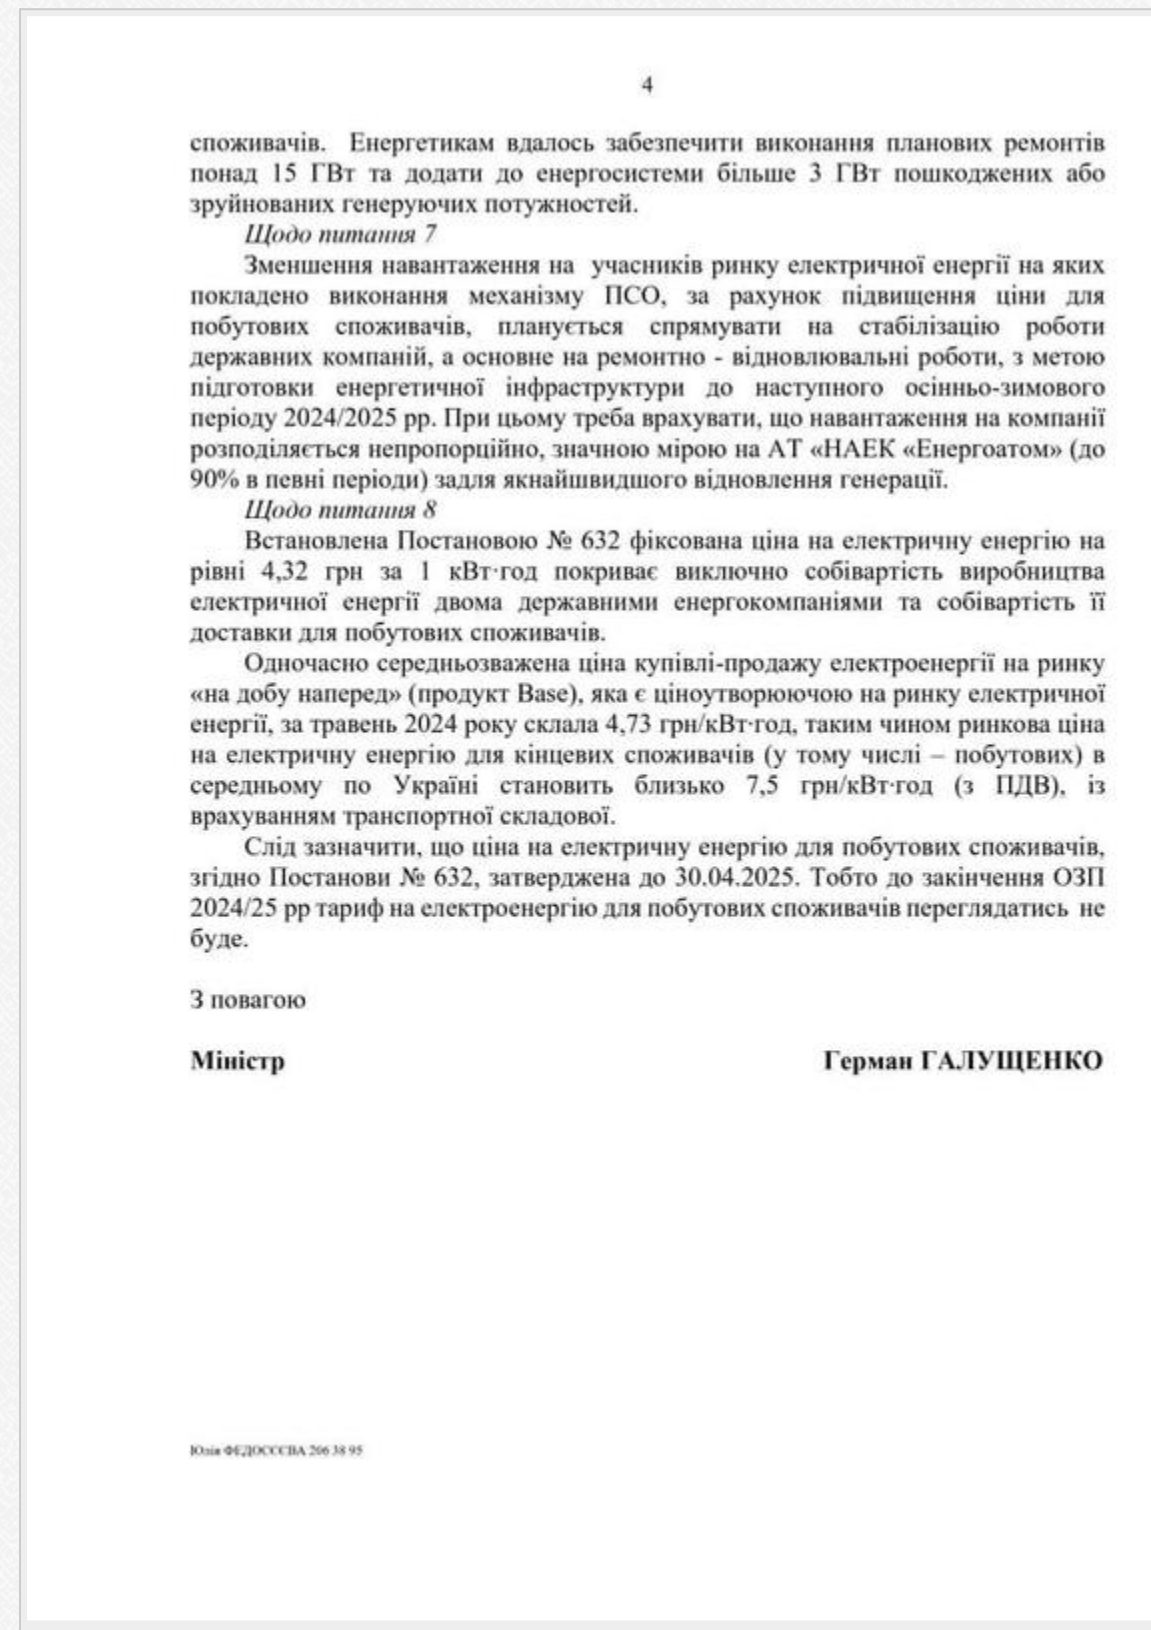 4
споживачів. Енергетикам вдалось забезпечити виконання планових ремонтів
понад 15 ГВт та додати до енергосистеми більше 3 ГВт пошкоджених або
зруйнованих генеруючих потужностей.
Щодо питання 7
Зменшення навантаження на учасників ринку електричної енергії на яких
покладено виконання механізму ПСО, за рахунок підвищення ціни для
побутових споживачів, планується спрямувати на стабілізацію роботи
державних компаній, а основне на ремонтно - відновлювальні роботи, з метою
підготовки енергетичної інфраструктури до наступного осінньо-зимового
періоду 2024/2025 рр. При цьому треба врахувати, що навантаження на компанії
розподіляється непропорційно, значною мірою на АТ «НАЕК «Енергоатом» (до
90% в певні періоди) задля якнайшвидшого відновлення генерації.
Щодо питання 8
Встановлена Постановою № 632 фіксована ціна на електричну енергію на
рівні 4,32 грн за 1 кВт·год покриває виключно собівартість виробництва
електричної енергії двома державними енергокомпаніями та собівартість її
доставки для побутових споживачів.
Одночасно середньозважена ціна купівлі-продажу електроенергії на ринку
«на добу наперед» (продукт Base), яка є ціноутворюючою на ринку електричної
енергії, за травень 2024 року склала 4,73 грн/кВт·год, таким чином ринкова ціна
на електричну енергію для кінцевих споживачів (у тому числі – побутових) в
середньому по Україні становить близько 7,5 грн/кВт·год (з ПДВ), із
врахуванням транспортної складової.
Слід зазначити, що ціна на електричну енергію для побутових споживачів,
згідно Постанови № 632, затверджена до 30.04.2025. Тобто до закінчення ОЗП
2024/25 рр тариф на електроенергію для побутових споживачів переглядатись не
буде.
З повагою
Міністр Герман ГАЛУЩЕНКО
Юлія ФЕДОСЄЄВА 206 38 95